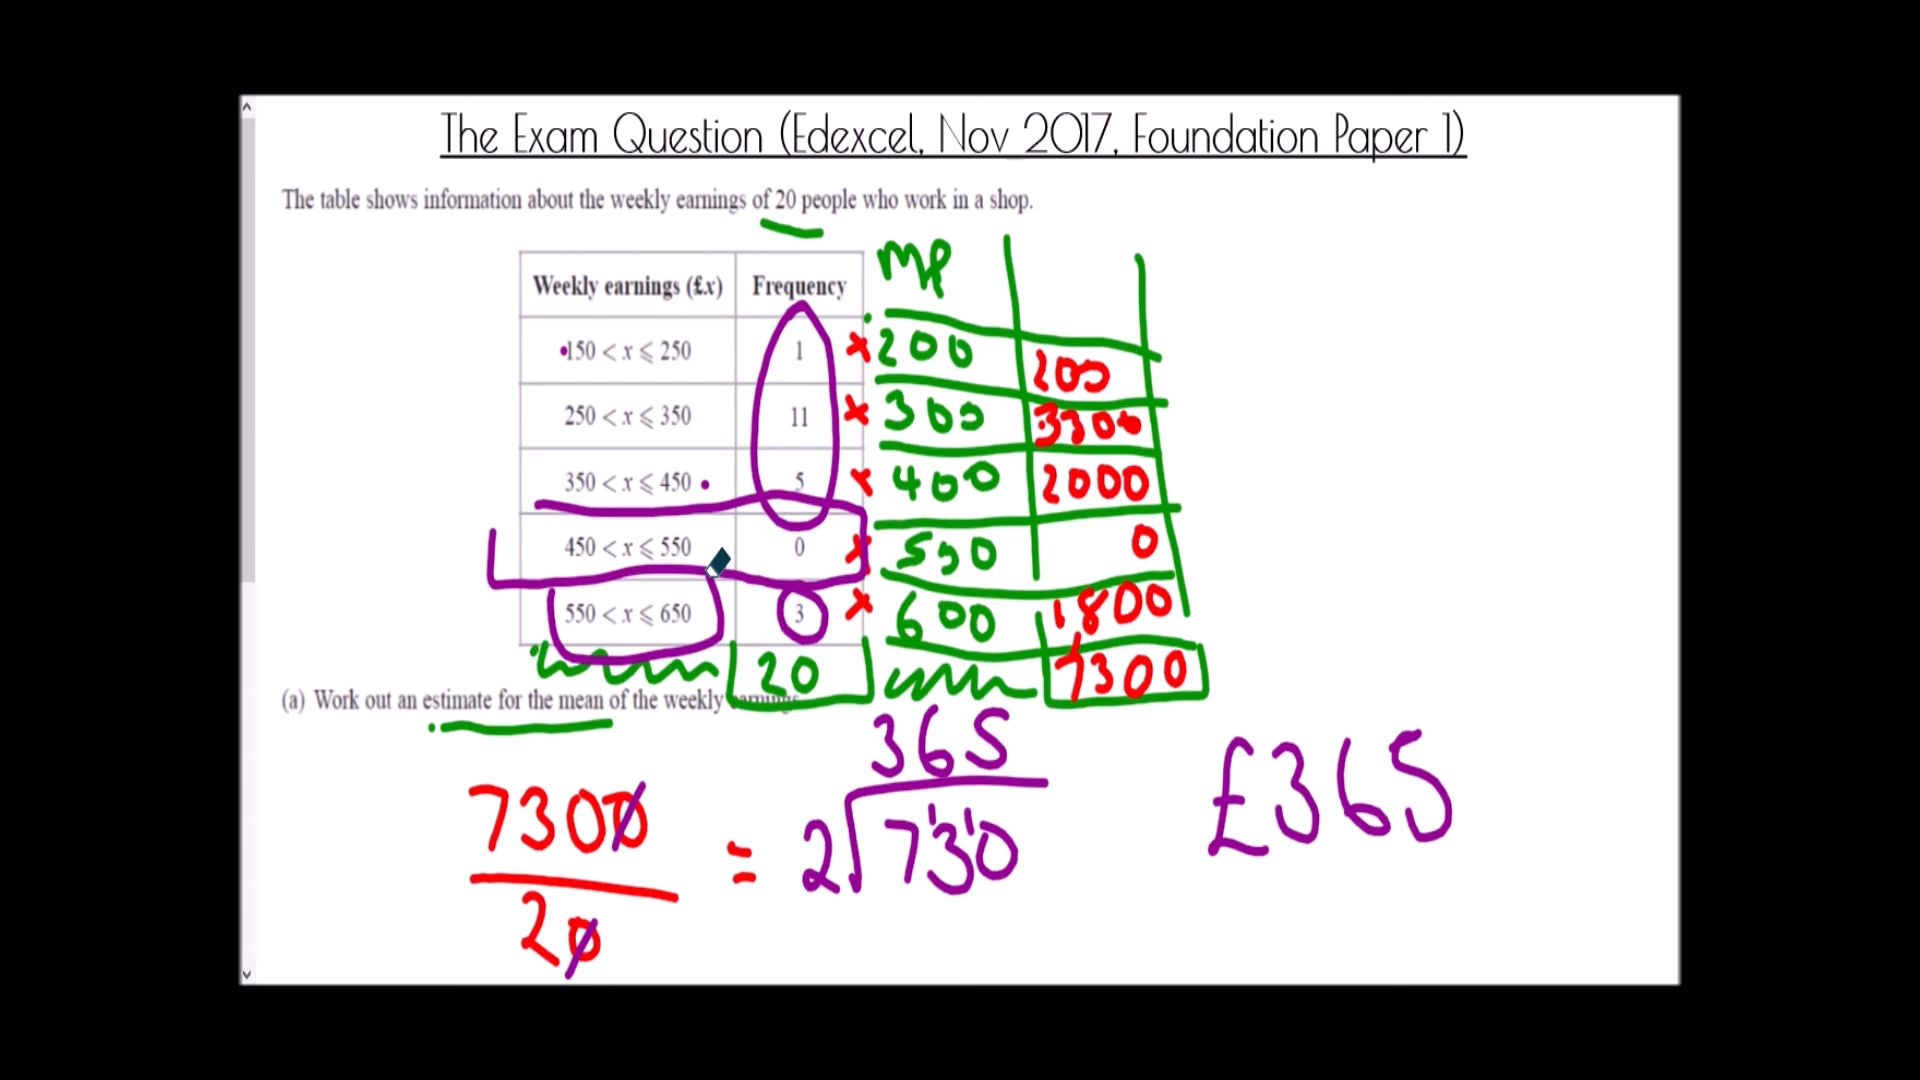 The Exam Question (Edexcel, Nov 2017, Foundation Paper 1)
The table shows information about the weekly earnings of 20 people who work in a shop.
Weekly earnings (£x) Frequency MP
150 < x ⩽ 250 1 × 200 200
250 < x ⩽ 350 11 × 300 3300
350 < x ⩽ 450 5 × 400 2000
450 < x ⩽ 550 0 × 500 0
550 < x ⩽ 650 3 × 600 1800
20 7300
(a) Work out an estimate for the mean of the weekly earnings
365
7300 = 2 730 £365
20